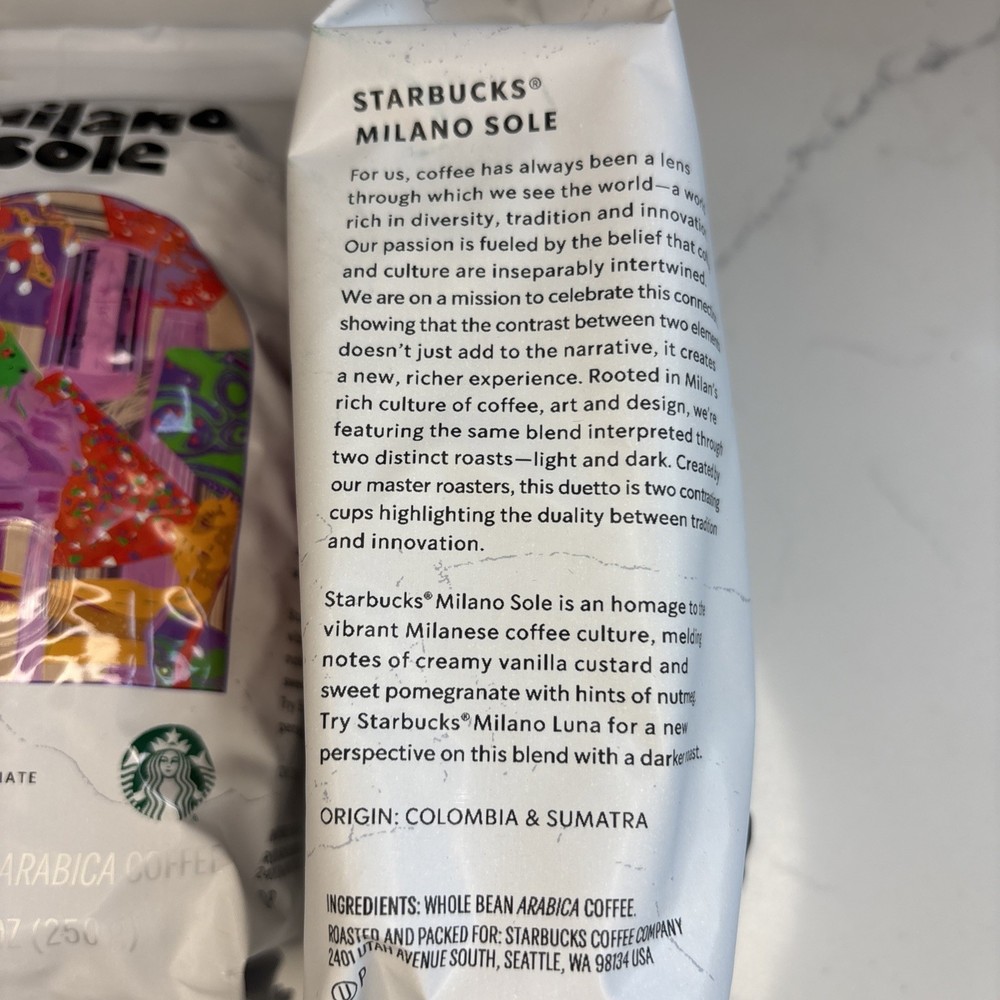 milano
sole
IATE
ARABICA COFFEE
OZ (250
STARBUCKS®
MILANO SOLE
For us, coffee has always been a lens
through which we see the world—a
rich in diversity, tradition and
Our passion is fueled by the belief that
and culture are inseparably intertwined.
We are on a mission to celebrate this
showing that the contrast between two
doesn't just add to the narrative, it creates
a new, richer experience. Rooted in Milan's
rich culture of coffee, art and design, we're
featuring the same blend interpreted through
two distinct roasts—light and dark. Created by
our master roasters, this duetto is two
cups highlighting the duality between tradition
and innovation.
Starbucks® Milano Sole is an homage to the
vibrant Milanese coffee culture, melding
notes of creamy vanilla custard and
sweet pomegranate with hints of
Try Starbucks® Milano Luna for a new
perspective on this blend with a darker roast.
ORIGIN: COLOMBIA & SUMATRA
INGREDIENTS: WHOLE BEAN ARABICA COFFEE.
ROASTED AND PACKED FOR: STARBUCKS COFFEE COMPANY
2401 UTAH AVENUE SOUTH, SEATTLE, WA 98134 USA
U P